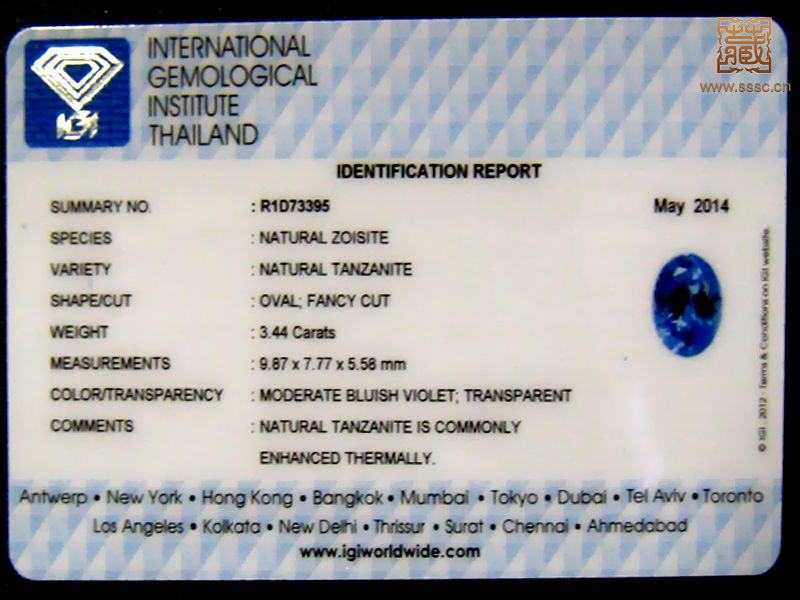 INTERNATIONAL
GEMOLOGICAL
INSTITUTE
THAILAND
IGI
藏
www.sssc.cn
IDENTIFICATION REPORT
SUMMARY NO. : R1D73395 May 2014
SPECIES : NATURAL ZOISITE
VARIETY : NATURAL TANZANITE
SHAPE/CUT : OVAL; FANCY CUT
WEIGHT : 3.44 Carats
MEASUREMENTS : 9.87 x 7.77 x 5.58 mm
COLOR/TRANSPARENCY : MODERATE BLUISH VIOLET; TRANSPARENT
COMMENTS : NATURAL TANZANITE IS COMMONLY
ENHANCED THERMALLY.
© IGI - 2012 - Terms & Conditions on IGI website.
Antwerp • New York • Hong Kong • Bangkok • Mumbai • Tokyo • Dubai • Tel Aviv • Toronto
Los Angeles • Kolkata • New Delhi • Thrissur • Surat • Chennai • Ahmedabad
www.igiworldwide.com